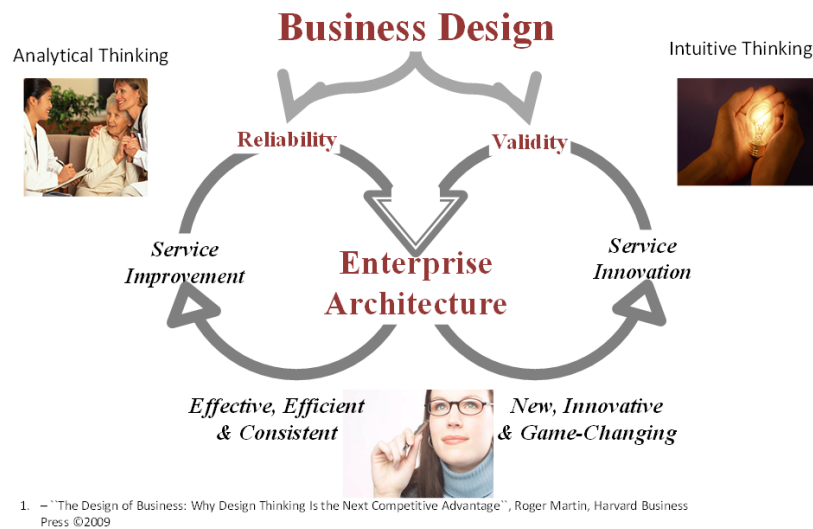 Business Design
Analytical Thinking
Intuitive Thinking
Reliability
Validity
Service
Improvement
Enterprise
Architecture
Service
Innovation
Effective, Efficient
& Consistent
New, Innovative
& Game-Changing
1. – ``The Design of Business: Why Design Thinking Is the Next Competitive Advantage``, Roger Martin, Harvard Business
Press ©2009